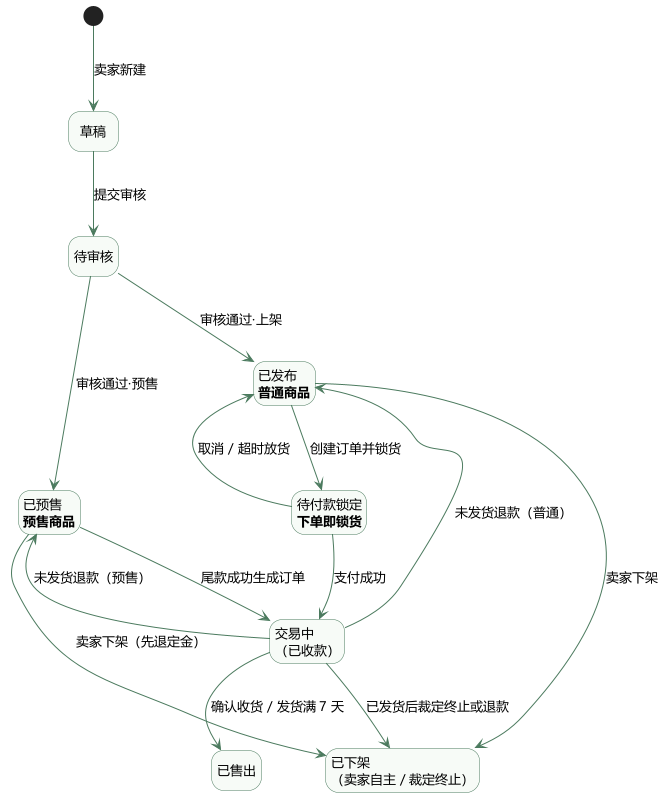 卖家新建
草稿
提交审核
待审核
审核通过·上架
审核通过·预售
已发布
普通商品
取消 / 超时放货
创建订单并锁货
已预售
预售商品
待付款锁定
下单即锁货
未发货退款（普通）
未发货退款（预售）
尾款成功生成订单
支付成功
卖家下架
卖家下架（先退定金）
交易中
（已收款）
确认收货 / 发货满 7 天
已发货后裁定终止或退款
已售出
已下架
（卖家自主 / 裁定终止）